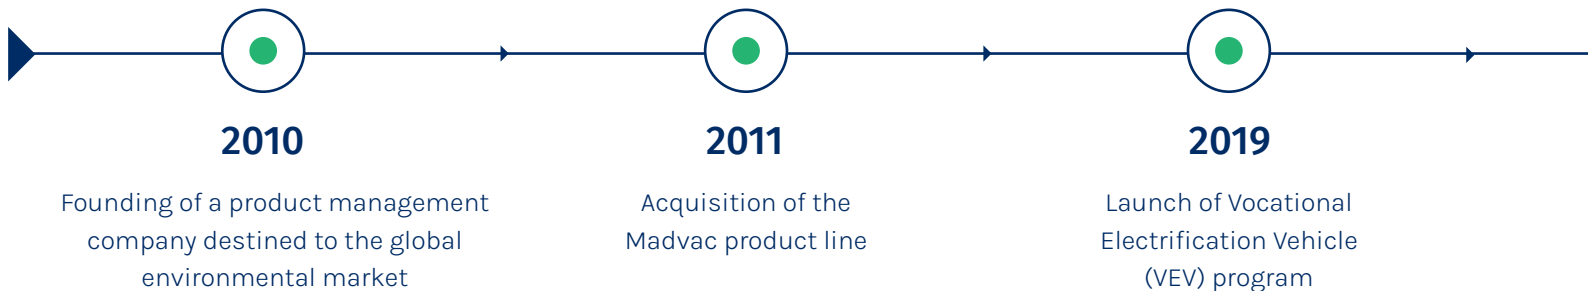 2010
Founding of a product management
company destined to the global
environmental market
2011
Acquisition of the
Madvac product line
2019
Launch of Vocational
Electrification Vehicle
(VEV) program